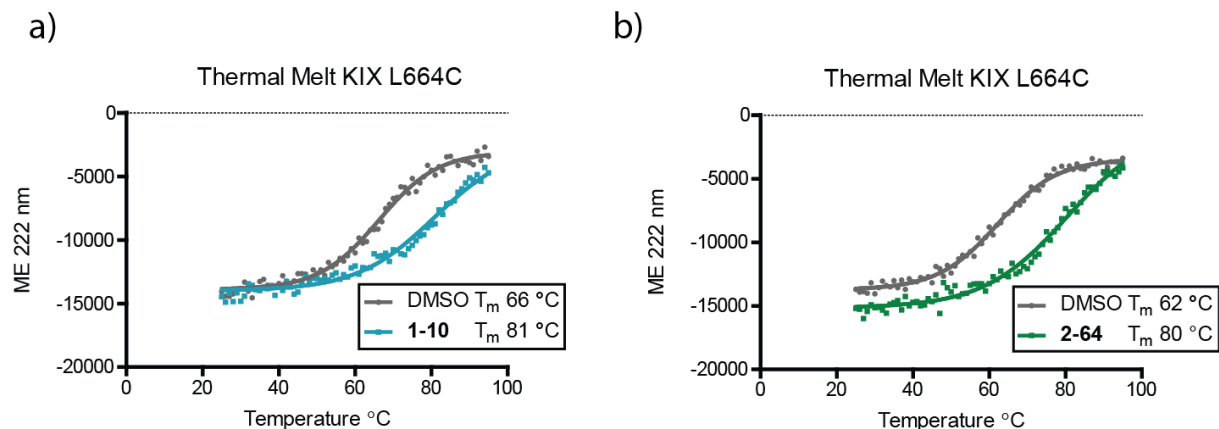 a)
Thermal Melt KIX L664C
0
-5000
-10000
-15000
-20000
ME 222 nm
0
20
40
60
80
100
Temperature °C
DMSO Tm 66 °C
1-10 Tm 81 °C
b)
Thermal Melt KIX L664C
0
-5000
-10000
-15000
-20000
ME 222 nm
0
20
40
60
80
100
Temperature °C
DMSO Tm 62 °C
2-64 Tm 80 °C